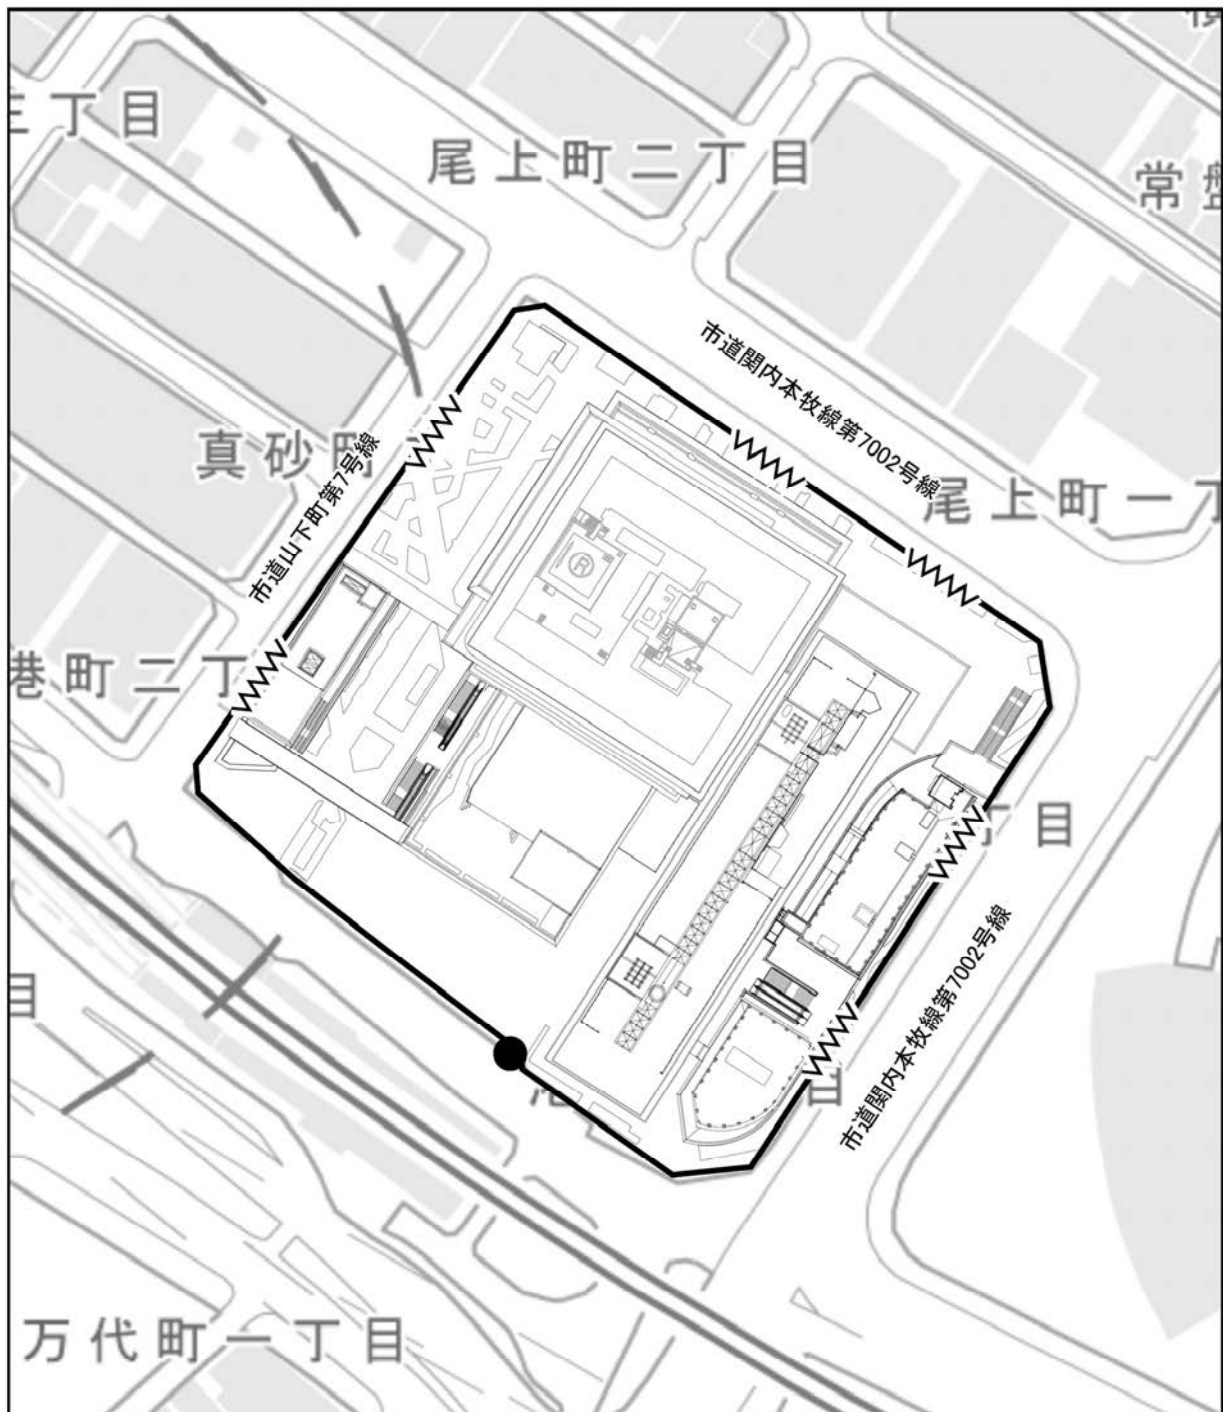 三丁目
尾上町二丁目
常盤
市道関内本牧線第7002号線
真砂町
市道山下町第7号線
尾上町一丁
R
港町二丁
丁目
目
市道関内本牧線第7002号線
目
万代町一丁目